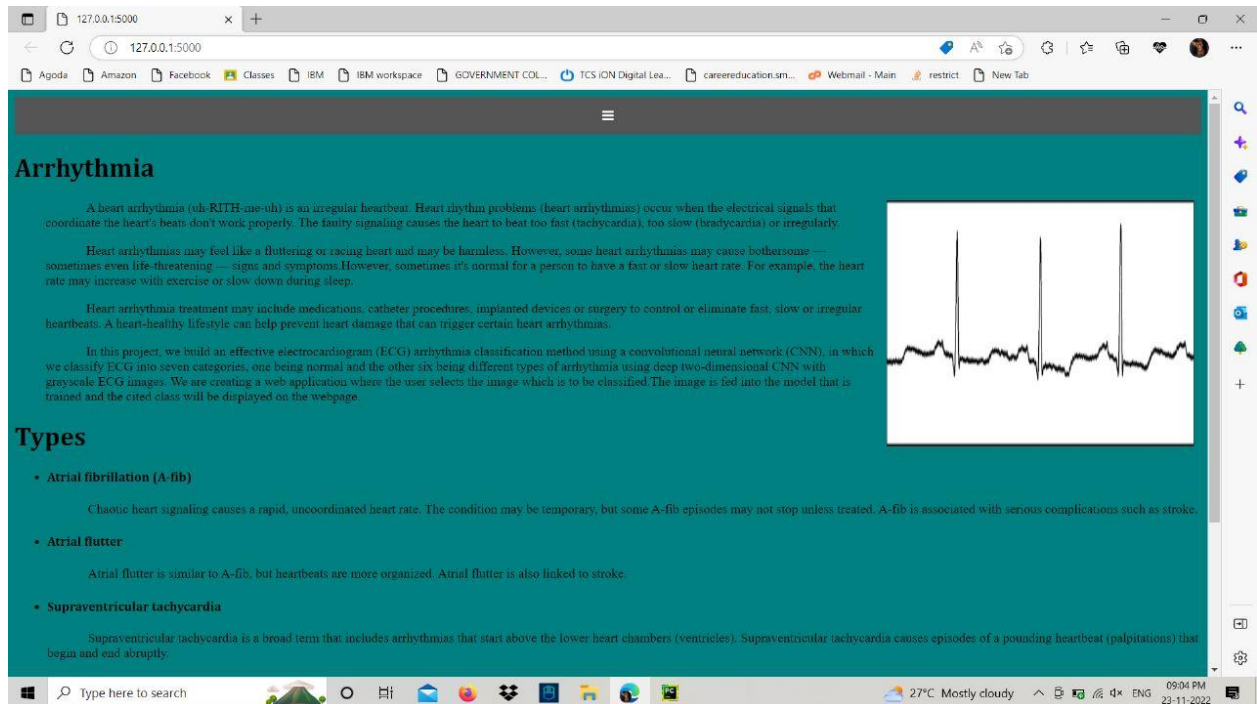 127.0.0.1:5000
127.0.0.1:5000
Agoda Amazon Facebook Classes IBM IBM workspace GOVERNMENT COL... TCS iON Digital Lea... careereducation.sm... Webmail - Main restrict New Tab
Arrhythmia
A heart arrhythmia (uh-RITH-me-uh) is an irregular heartbeat. Heart rhythm problems (heart arrhythmias) occur when the electrical signals that
coordinate the heart's beats don't work properly. The faulty signaling causes the heart to beat too fast (tachycardia), too slow (bradycardia) or irregularly.
Heart arrhythmias may feel like a fluttering or racing heart and may be harmless. However, some heart arrhythmias may cause bothersome —
sometimes even life-threatening — signs and symptoms.However, sometimes it's normal for a person to have a fast or slow heart rate. For example, the heart
rate may increase with exercise or slow down during sleep.
Heart arrhythmia treatment may include medications, catheter procedures, implanted devices or surgery to control or eliminate fast, slow or irregular
heartbeats. A heart-healthy lifestyle can help prevent heart damage that can trigger certain heart arrhythmias.
In this project, we build an effective electrocardiogram (ECG) arrhythmia classification method using a convolutional neural network (CNN), in which
we classify ECG into seven categories, one being normal and the other six being different types of arrhythmia using deep two-dimensional CNN with
grayscale ECG images. We are creating a web application where the user selects the image which is to be classified.The image is fed into the model that is
trained and the cited class will be displayed on the webpage.
Types
• Atrial fibrillation (A-fib)
Chaotic heart signaling causes a rapid, uncoordinated heart rate. The condition may be temporary, but some A-fib episodes may not stop unless treated. A-fib is associated with serious complications such as stroke.
• Atrial flutter
Atrial flutter is similar to A-fib, but heartbeats are more organized. Atrial flutter is also linked to stroke.
• Supraventricular tachycardia
Supraventricular tachycardia is a broad term that includes arrhythmias that start above the lower heart chambers (ventricles). Supraventricular tachycardia causes episodes of a pounding heartbeat (palpitations) that
begin and end abruptly.
Type here to search
27°C Mostly cloudy
ENG
09:04 PM
23-11-2022